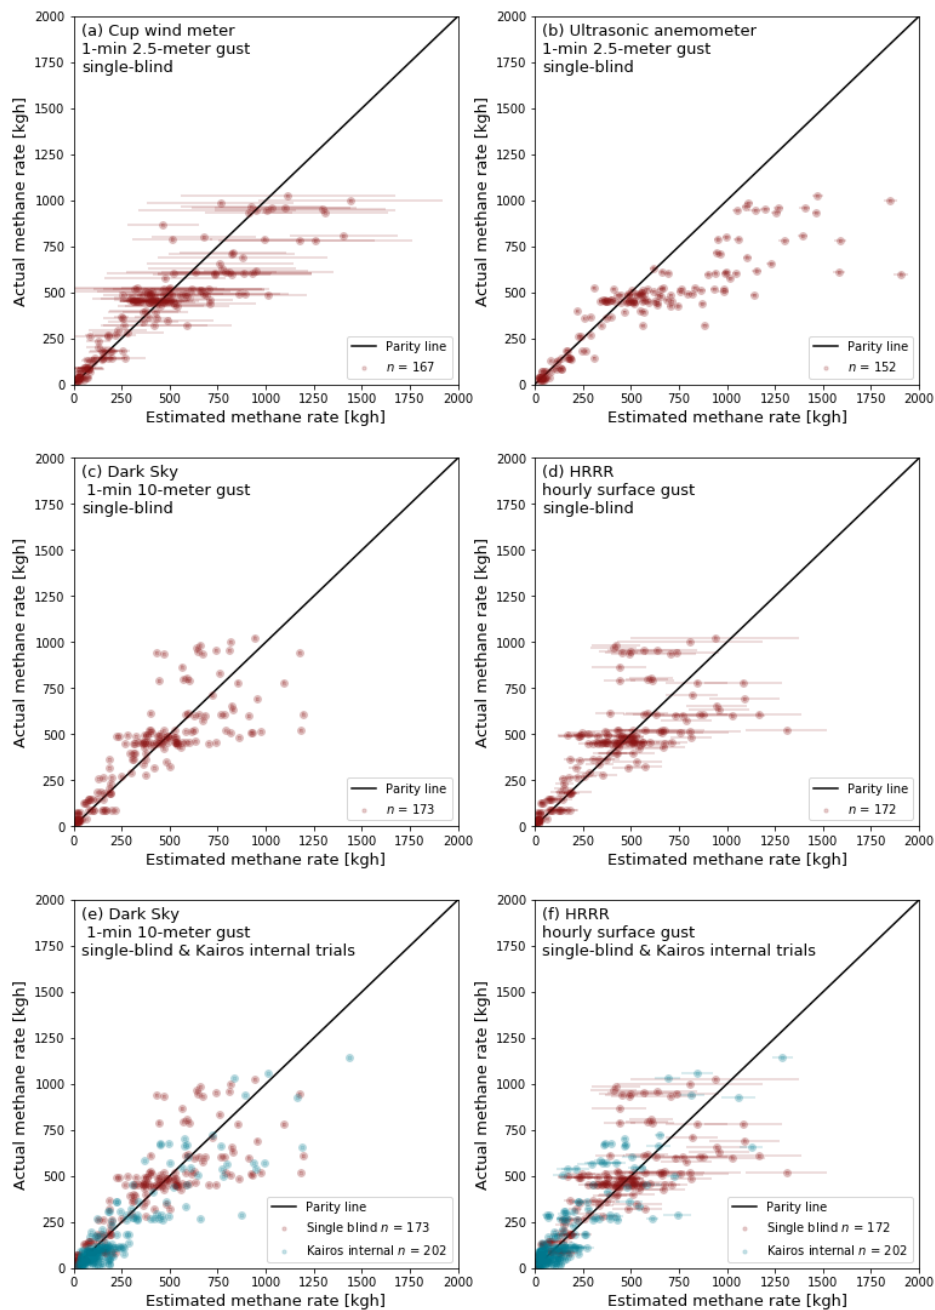 (a) Cup wind meter
1-min 2.5-meter gust
single-blind
Actual methane rate [kgh]
2000
1750
1500
1250
1000
750
500
250
0
Parity line
n = 167
0 250 500 750 1000 1250 1500 1750 2000
Estimated methane rate [kgh]
(b) Ultrasonic anemometer
1-min 2.5-meter gust
single-blind
Actual methane rate [kgh]
2000
1750
1500
1250
1000
750
500
250
0
Parity line
n = 152
0 250 500 750 1000 1250 1500 1750 2000
Estimated methane rate [kgh]
(c) Dark Sky
1-min 10-meter gust
single-blind
Actual methane rate [kgh]
2000
1750
1500
1250
1000
750
500
250
0
Parity line
n = 173
0 250 500 750 1000 1250 1500 1750 2000
Estimated methane rate [kgh]
(d) HRRR
hourly surface gust
single-blind
Actual methane rate [kgh]
2000
1750
1500
1250
1000
750
500
250
0
Parity line
n = 172
0 250 500 750 1000 1250 1500 1750 2000
Estimated methane rate [kgh]
(e) Dark Sky
1-min 10-meter gust
single-blind & Kairos internal trials
Actual methane rate [kgh]
2000
1750
1500
1250
1000
750
500
250
0
Parity line
Single blind n = 173
Kairos internal n = 202
0 250 500 750 1000 1250 1500 1750 2000
Estimated methane rate [kgh]
(f) HRRR
hourly surface gust
single-blind & Kairos internal trials
Actual methane rate [kgh]
2000
1750
1500
1250
1000
750
500
250
0
Parity line
Single blind n = 172
Kairos internal n = 202
0 250 500 750 1000 1250 1500 1750 2000
Estimated methane rate [kgh]